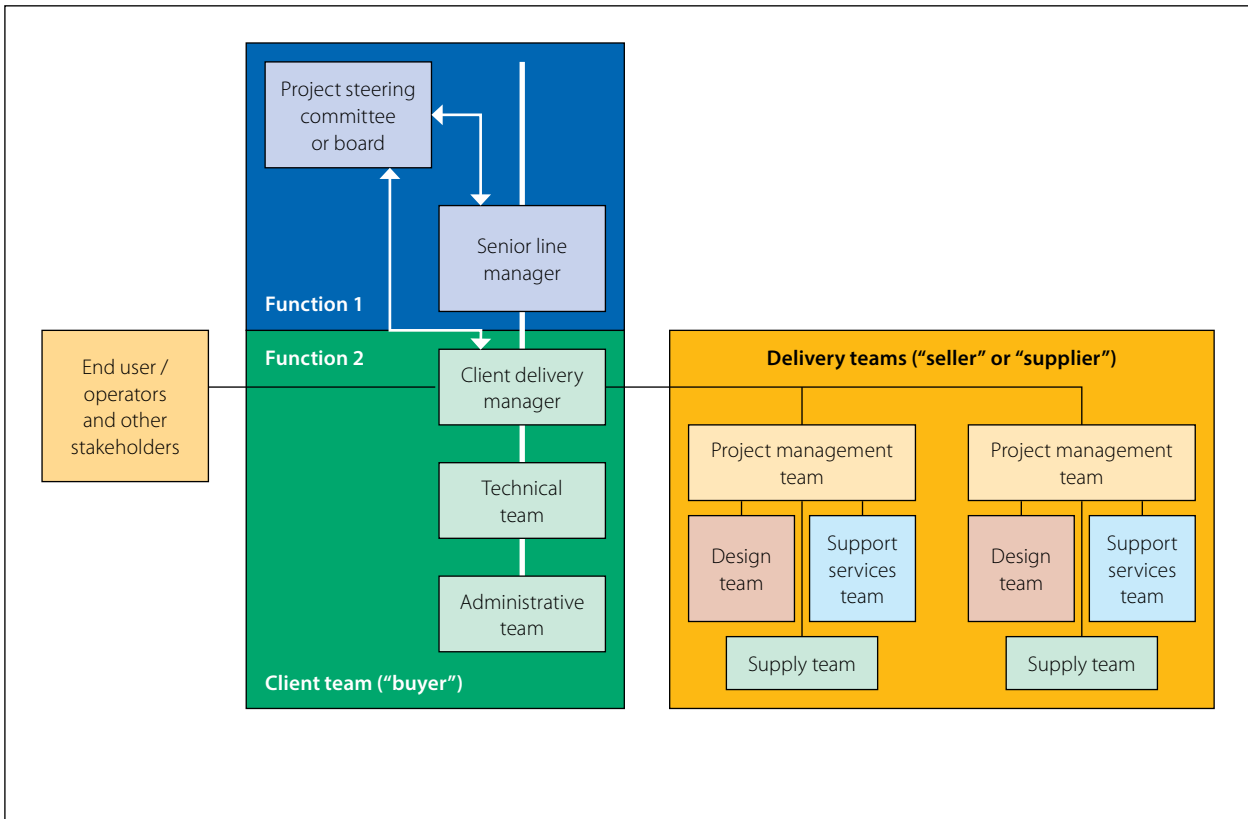 Project steering
committee
or board
Senior line
manager
Function 1
Function 2
End user /
operators
and other
stakeholders
Client delivery
manager
Technical
team
Administrative
team
Client team (“buyer”)
Delivery teams (“seller” or “supplier”)
Project management
team
Design
team
Support
services
team
Supply team
Project management
team
Design
team
Support
services
team
Supply team